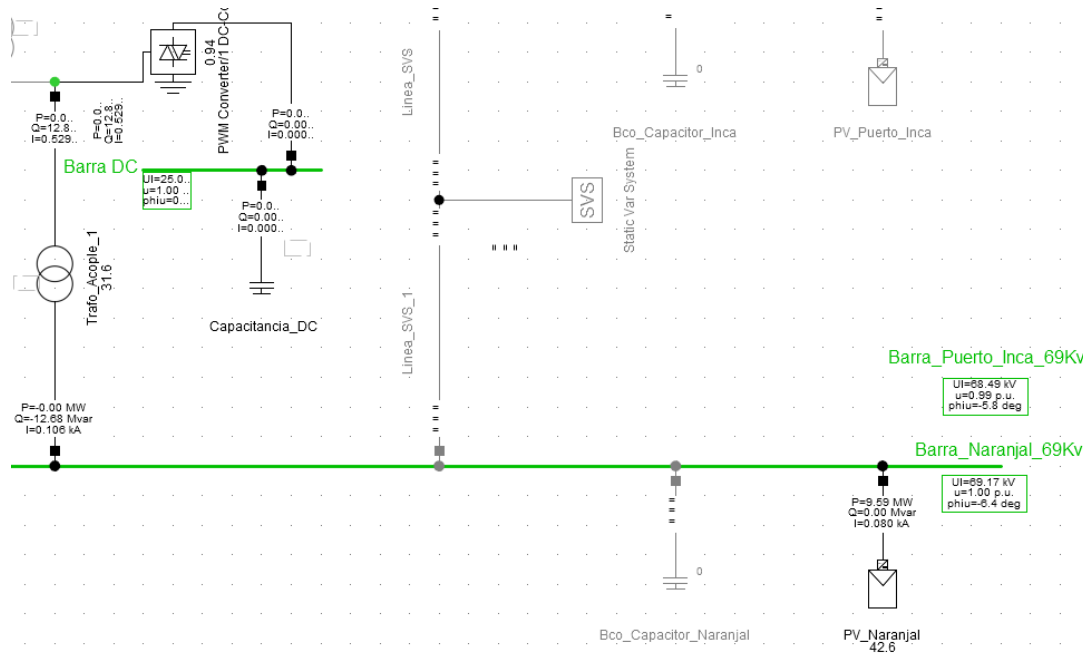 0.94
PWM Converter/1 DC-Co
P=0.0..
Q=12.8..
I=0.529..
P=0.0..
Q=12.8..
I=0.529..
P=0.0..
Q=0.00..
I=0.000..
Barra DC
Ul=25.0..
u=1.00 ..
phiu=0...
P=0.0..
Q=0.00..
I=0.000..
Capacitancia_DC
Trafo_Acople_1
31.6
P=-0.00 MW
Q=-12.68 Mvar
I=0.106 kA
Linea_SVS
SVS
Static Var System
Linea_SVS_1
0
Bco_Capacitor_Inca
PV_Puerto_Inca
Barra_Puerto_Inca_69Kv
Ul=68.49 kV
u=0.99 p.u.
phiu=-5.8 deg
Barra_Naranjal_69Kv
Ul=69.17 kV
u=1.00 p.u.
phiu=-6.4 deg
P=9.59 MW
Q=0.00 Mvar
I=0.080 kA
0
Bco_Capacitor_Naranjal
PV_Naranjal
42.6